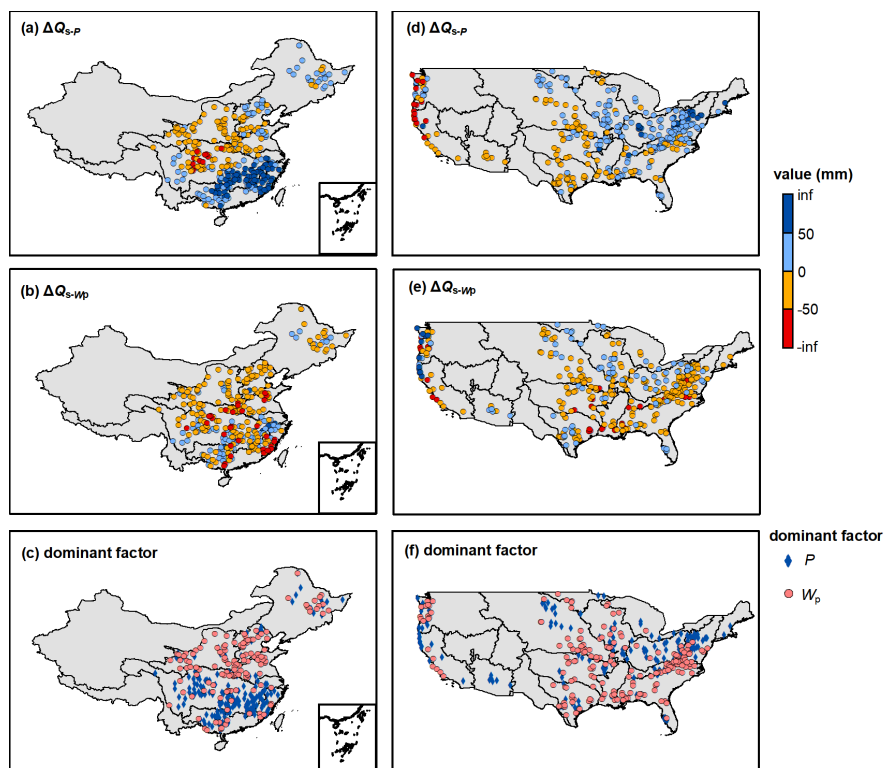 (a) ΔQs-P
(d) ΔQs-P
value (mm)
inf
50
0
-50
-inf
(b) ΔQs-Wp
(e) ΔQs-Wp
(c) dominant factor
(f) dominant factor
dominant factor
P
Wp